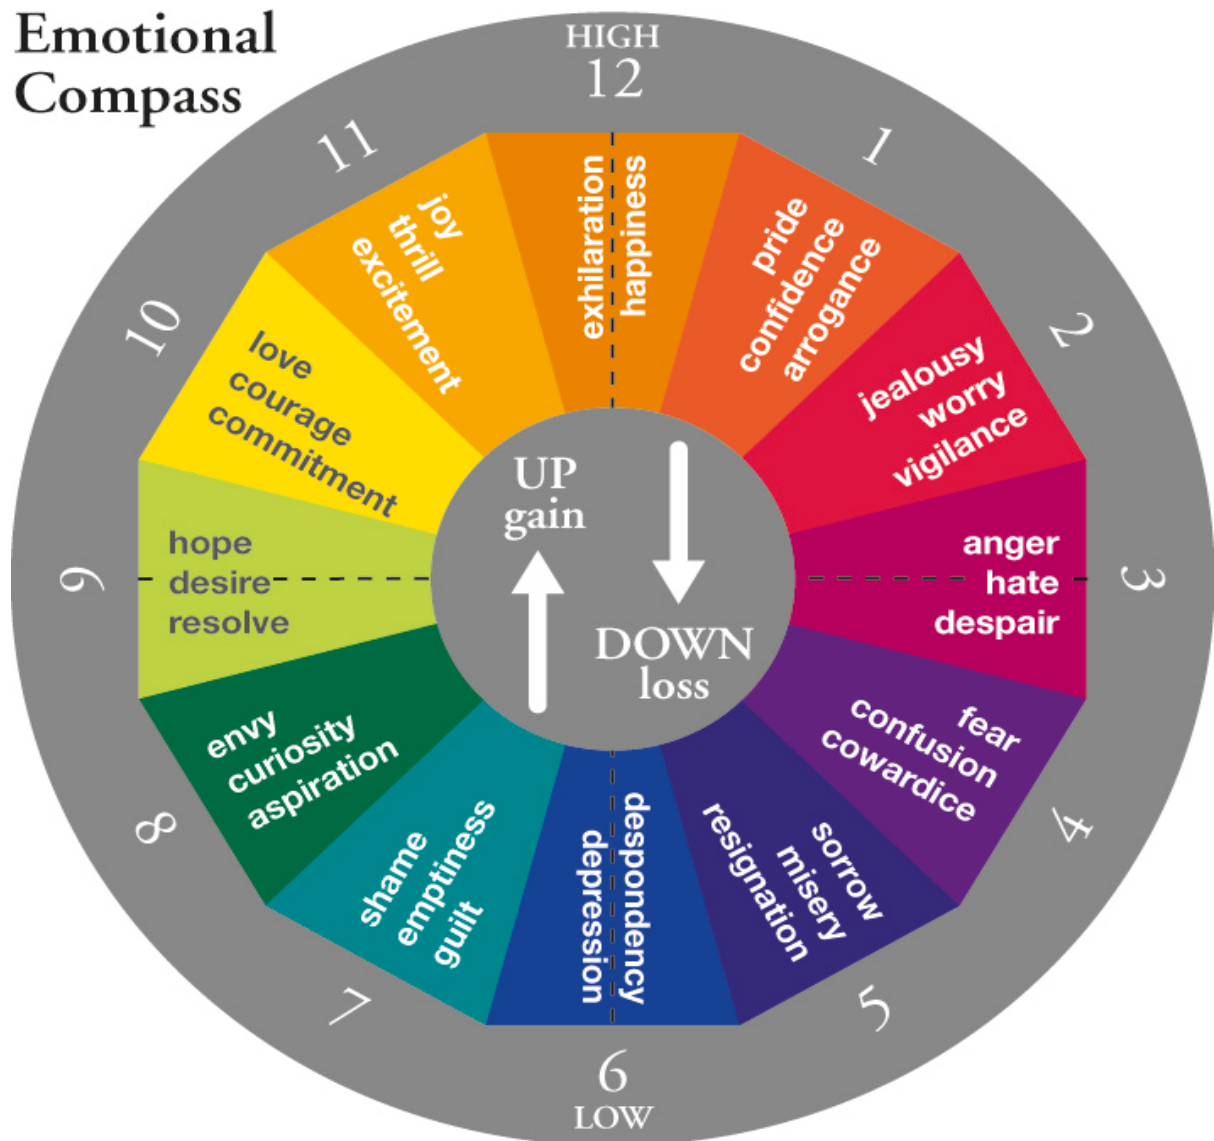 Emotional
Compass
HIGH
12
exhilaration
happiness
1
pride
confidence
arrogance
2
jealousy
worry
vigilance
3
anger
hate
despair
4
fear
confusion
cowardice
5
sorrow
misery
resignation
6
LOW
despondency
depression
7
shame
emptiness
guilt
8
envy
curiosity
aspiration
9
hope
desire
resolve
10
love
courage
commitment
11
joy
thrill
excitement
UP
gain
DOWN
loss